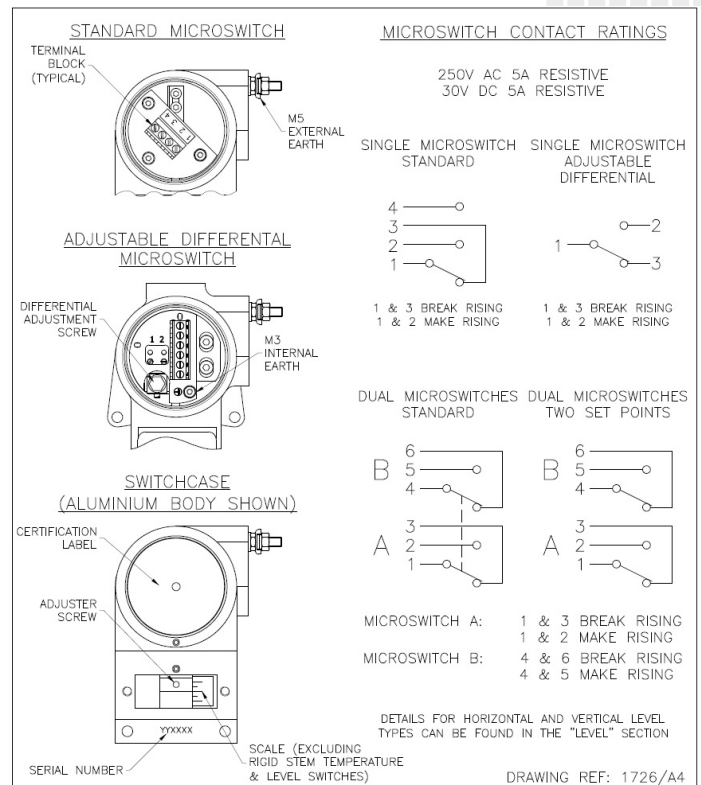 STANDARD MICROSWITCH
TERMINAL
BLOCK
(TYPICAL)
1 2 3 4
M5
EXTERNAL
EARTH
ADJUSTABLE DIFFERENTAL
MICROSWITCH
DIFFERENTIAL
ADJUSTMENT
SCREW
1 2
M3
INTERNAL
EARTH
SWITCHCASE
(ALUMINIUM BODY SHOWN)
CERTIFICATION
LABEL
ADJUSTER
SCREW
YYXXXX
SERIAL NUMBER
SCALE (EXCLUDING
RIGID STEM TEMPERATURE
& LEVEL SWITCHES)
MICROSWITCH CONTACT RATINGS
250V AC 5A RESISTIVE
30V DC 5A RESISTIVE
SINGLE MICROSWITCH
STANDARD
4
3
2
1
1 & 3 BREAK RISING
1 & 2 MAKE RISING
SINGLE MICROSWITCH
ADJUSTABLE
DIFFERENTIAL
2
1
3
1 & 3 BREAK RISING
1 & 2 MAKE RISING
DUAL MICROSWITCHES
STANDARD
6
B 5
4
3
A 2
1
DUAL MICROSWITCHES
TWO SET POINTS
6
B 5
4
3
A 2
1
MICROSWITCH A: 1 & 3 BREAK RISING
1 & 2 MAKE RISING
MICROSWITCH B: 4 & 6 BREAK RISING
4 & 5 MAKE RISING
DETAILS FOR HORIZONTAL AND VERTICAL LEVEL
TYPES CAN BE FOUND IN THE "LEVEL" SECTION
DRAWING REF: 1726/A4